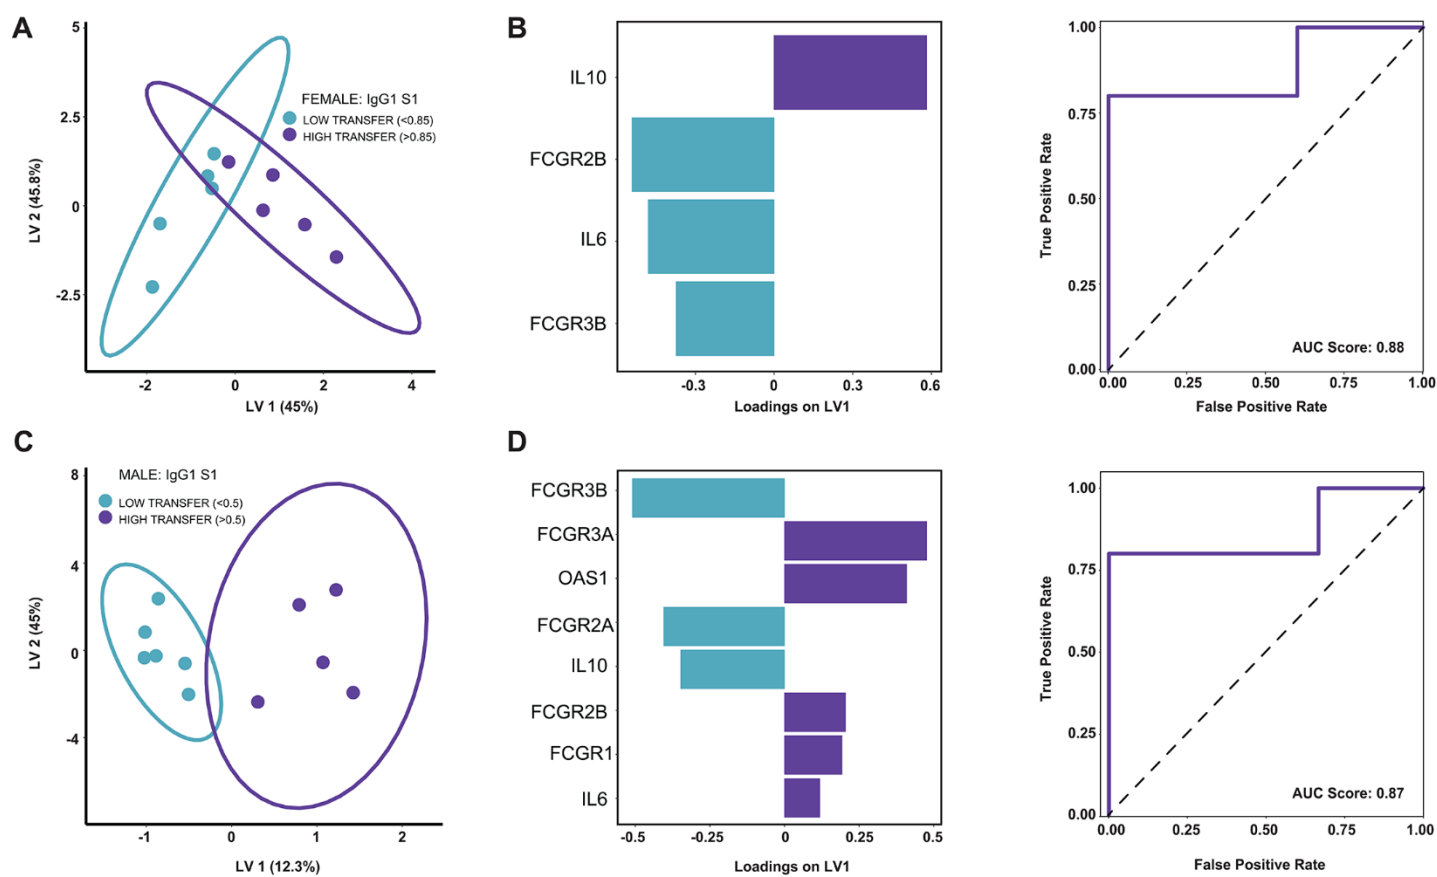 A
5
2.5
0
-2.5
LV 2 (45.8%)
FEMALE: IgG1 S1
LOW TRANSFER (<0.85)
HIGH TRANSFER (>0.85)
-2
0
2
4
LV 1 (45%)
B
IL10
FCGR2B
IL6
FCGR3B
-0.3
0
0.3
0.6
Loadings on LV1
1.00
0.75
0.50
0.25
0.00
True Positive Rate
AUC Score: 0.88
0.00
0.25
0.50
0.75
1.00
False Positive Rate
C
8
4
0
-4
LV 2 (45%)
MALE: IgG1 S1
LOW TRANSFER (<0.5)
HIGH TRANSFER (>0.5)
-1
0
1
2
LV 1 (12.3%)
D
FCGR3B
FCGR3A
OAS1
FCGR2A
IL10
FCGR2B
FCGR1
IL6
-0.5
-0.25
0
0.25
0.5
Loadings on LV1
1.00
0.75
0.50
0.25
0.00
True Positive Rate
AUC Score: 0.87
0.00
0.25
0.50
0.75
1.00
False Positive Rate